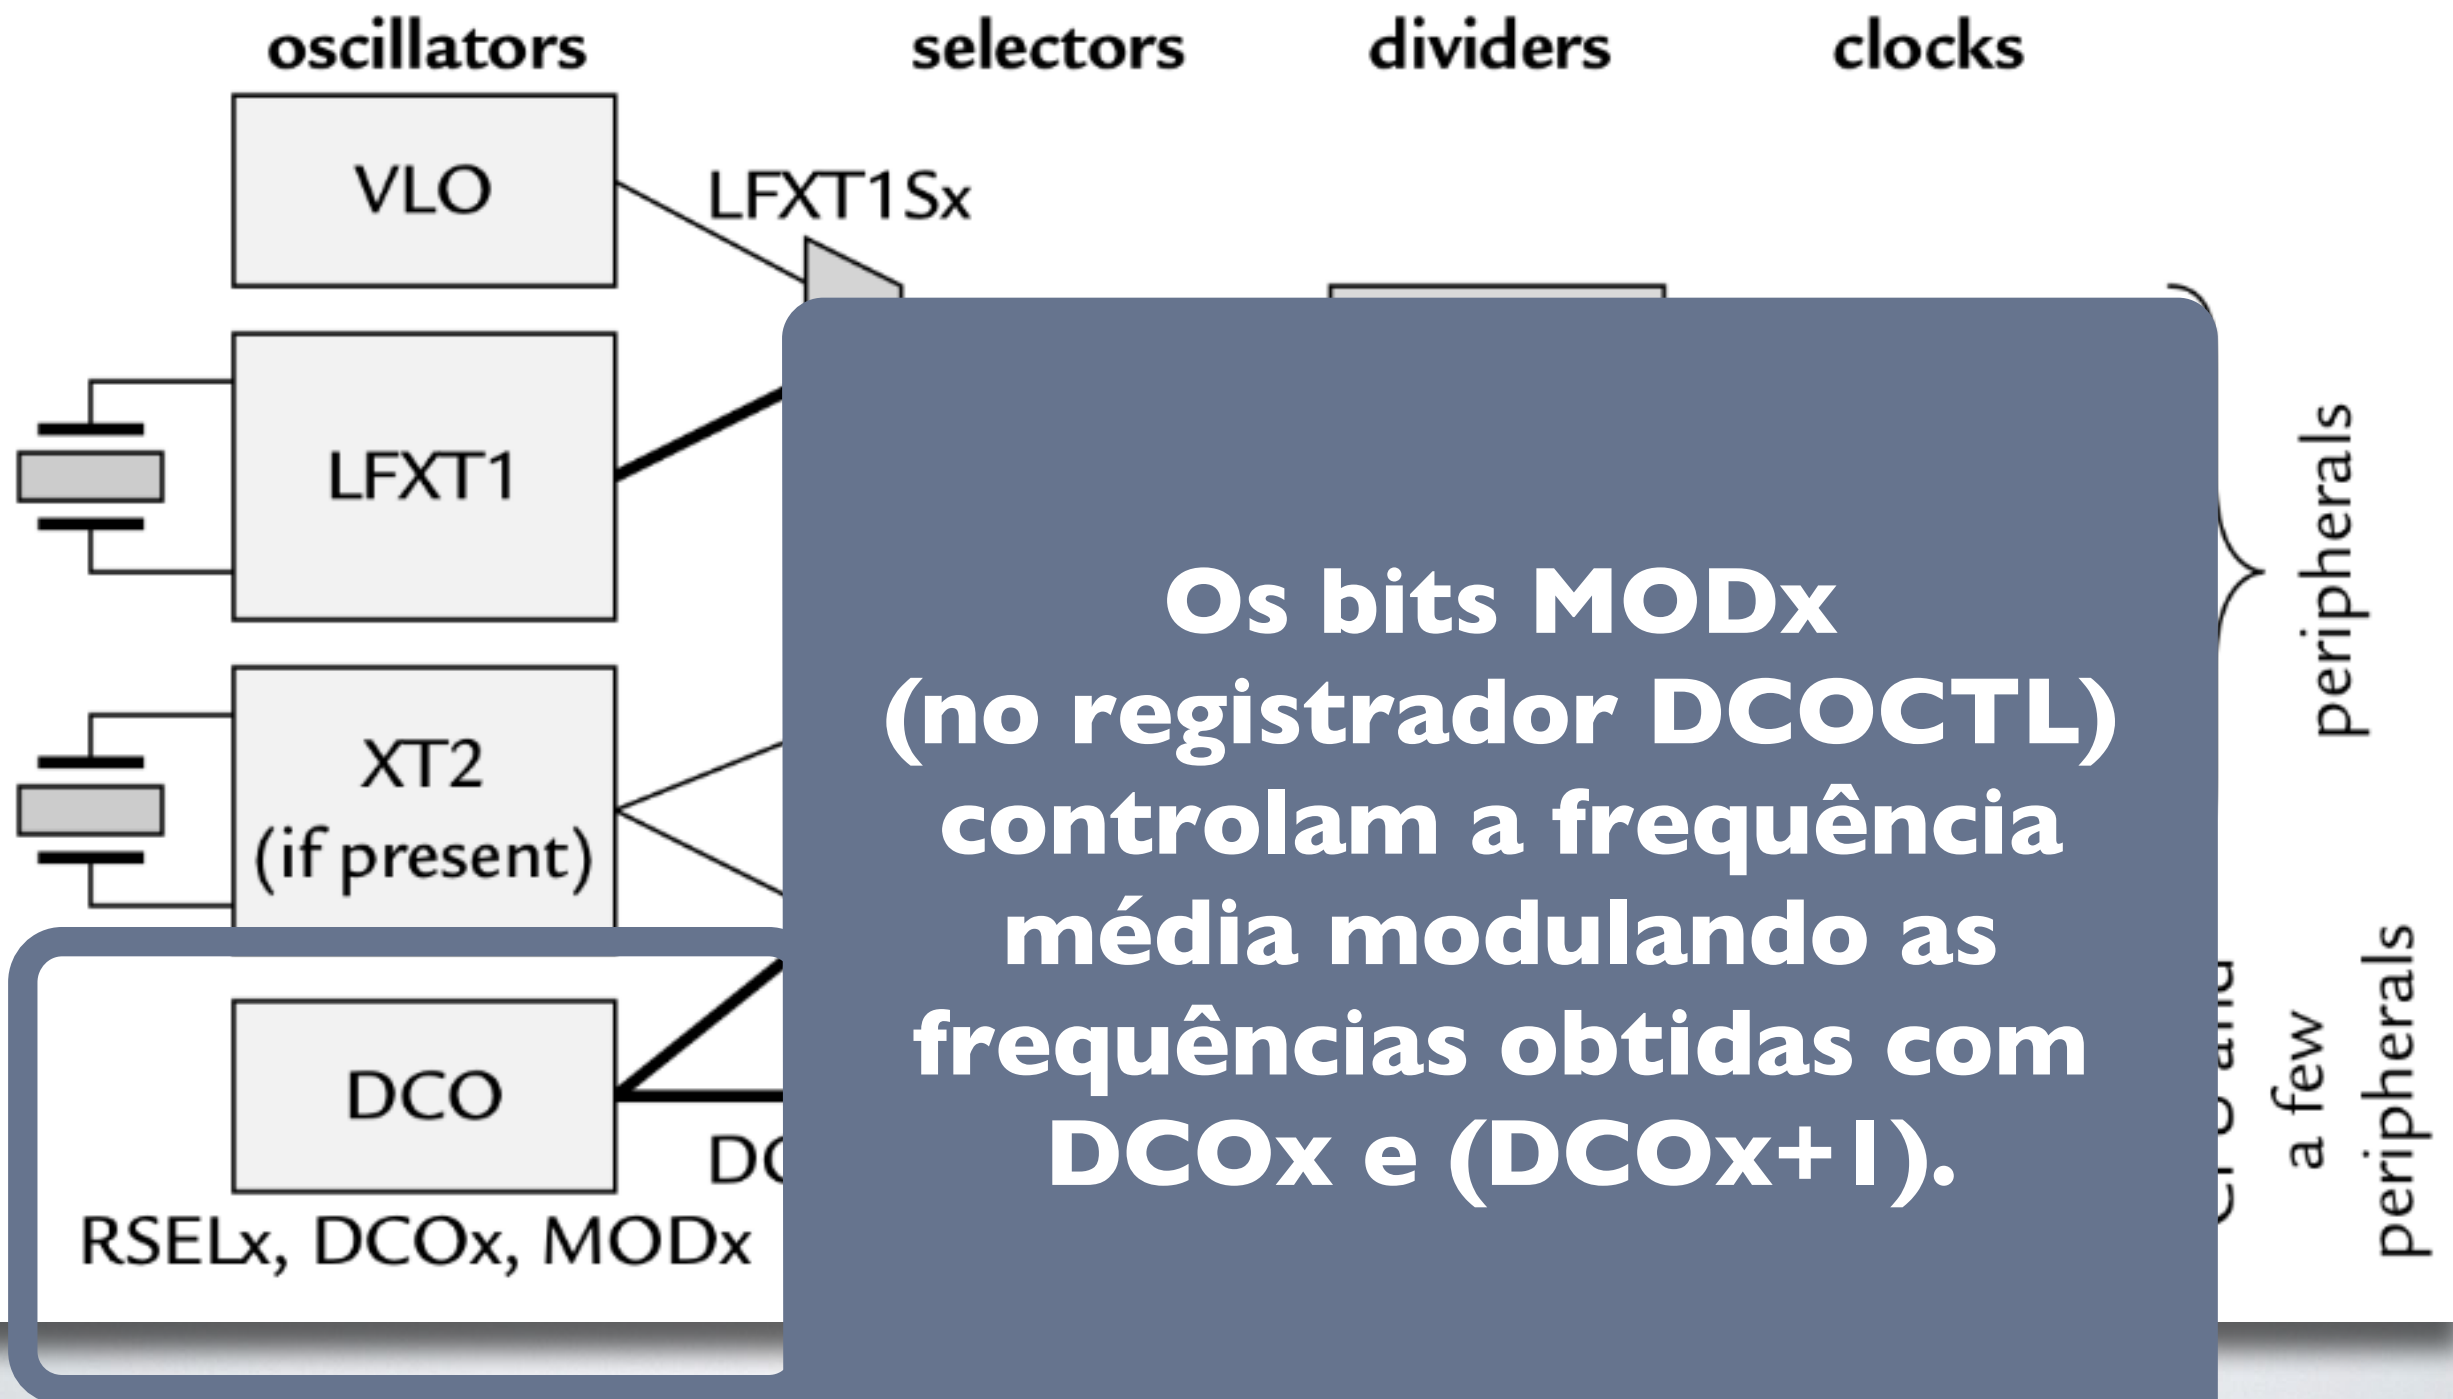 oscillators selectors dividers clocks
VLO
LFXT1Sx
LFXT1
XT2
(if present)
DCO
RSELx, DCOx, MODx
Os bits MODx
(no registrador DCOCTL)
controlam a frequência
média modulando as
frequências obtidas com
DCOx e (DCOx+1).
peripherals
a few
peripherals